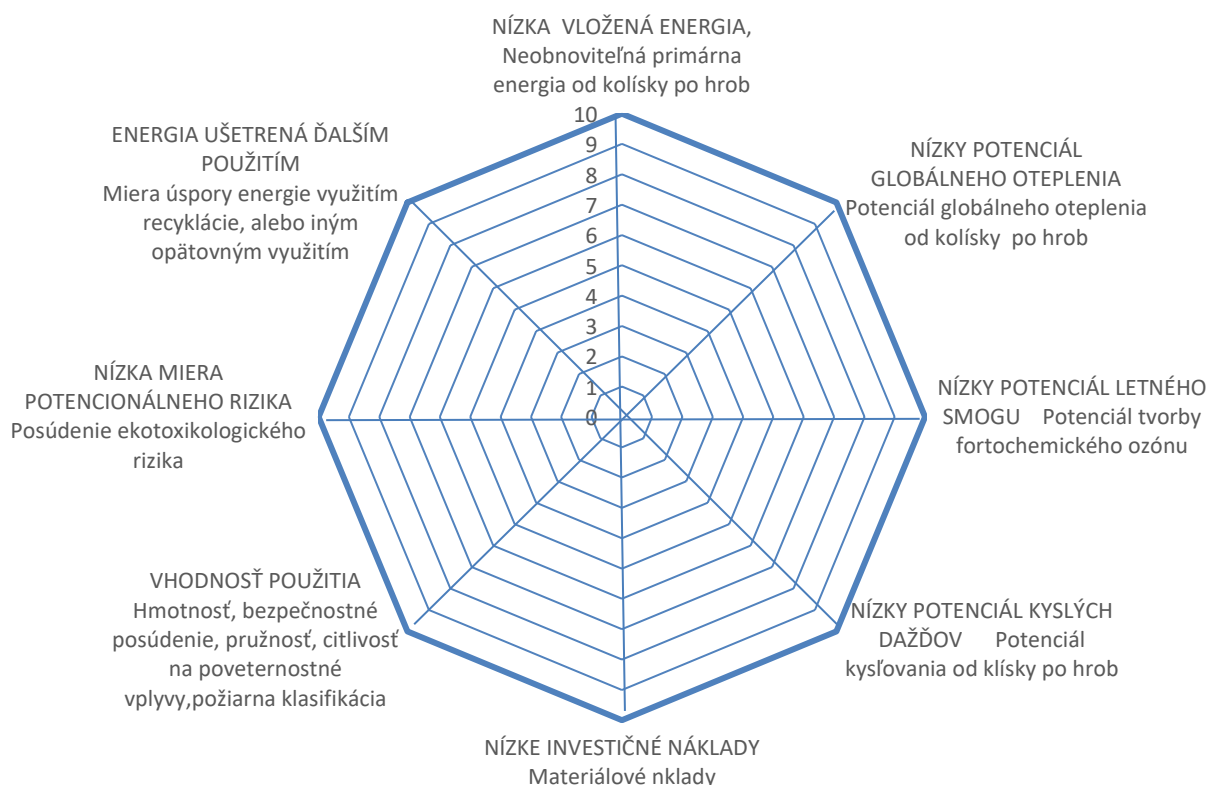 NÍZKA  VLOŽENÁ ENERGIA,
Neobnoviteľná primárna
energia od kolísky po hrob
10
9
8
7
6
5
4
3
2
1
0
NÍZKY POTENCIÁL
GLOBÁLNEHO OTEPLENIA
Potenciál globálneho oteplenia
od kolísky  po hrob
NÍZKY POTENCIÁL LETNÉHO
SMOGU    Potenciál tvorby
fortochemického ozónu
NÍZKY POTENCIÁL KYSLÝCH
DAŽĎOV      Potenciál
kysľovania od klísky po hrob
NÍZKE INVESTIČNÉ NÁKLADY
Materiálové nklady
VHODNOSŤ POUŽITIA
Hmotnosť, bezpečnostné
posúdenie, pružnosť, citlivosť
na poveternostné
vplyvy,požiarna klasifikácia
NÍZKA MIERA
POTENCIONÁLNEHO RIZIKA
Posúdenie ekotoxikologického
rizika
ENERGIA UŠETRENÁ ĎALŠÍM
POUŽITÍM
Miera úspory energie využitím
recyklácie, alebo iným
opätovným využitím